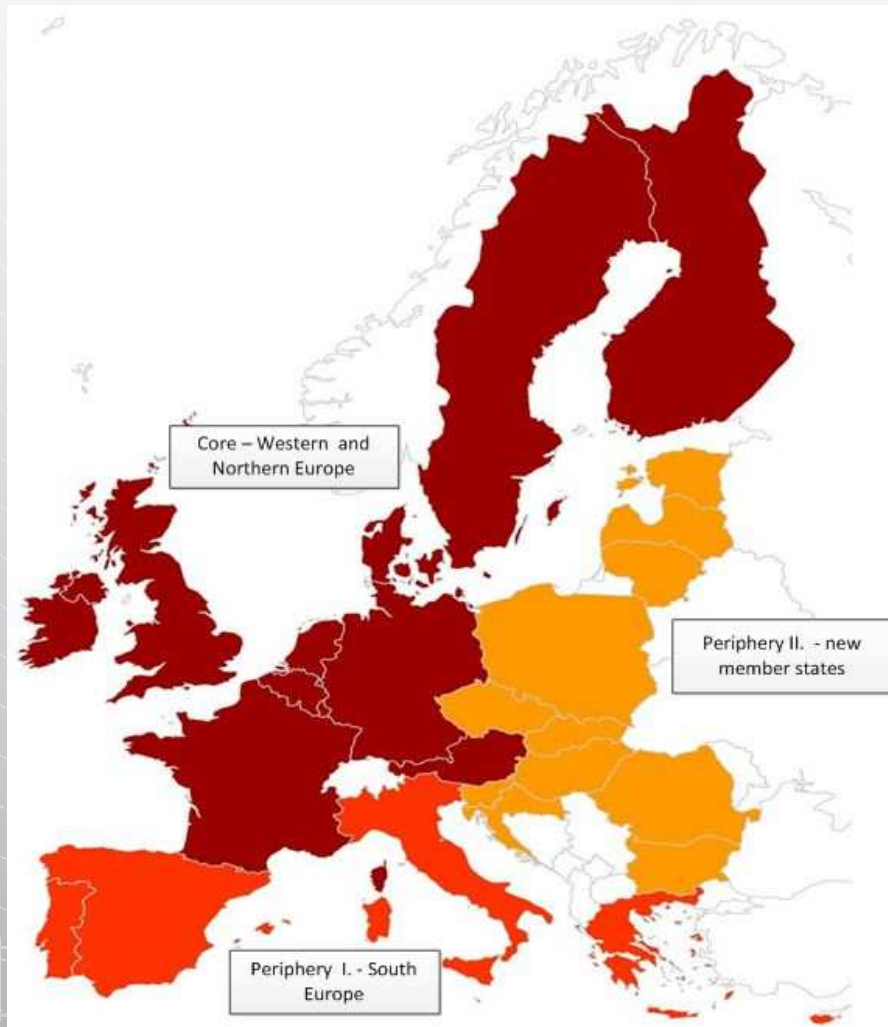 Core – Western and
Northern Europe
Periphery II. - new
member states
Periphery I. - South
Europe